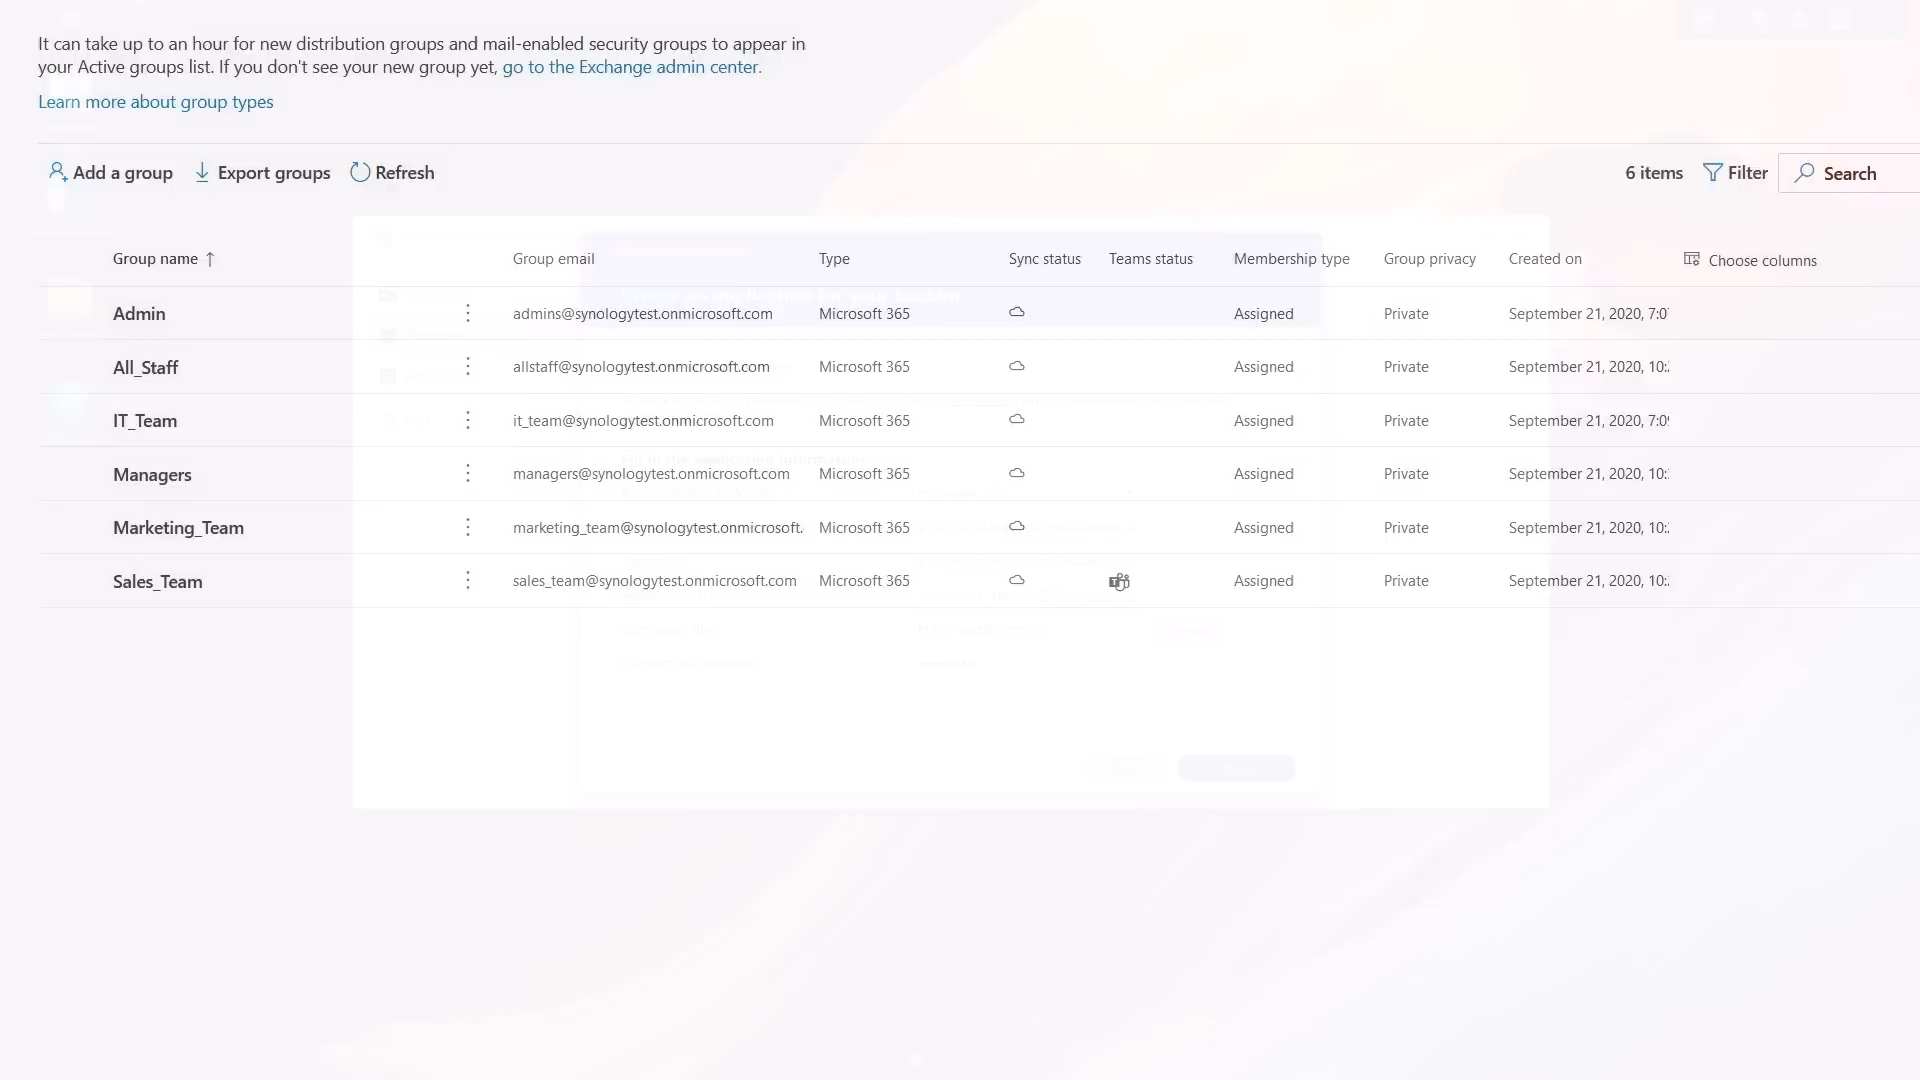 It can take up to an hour for new distribution groups and mail-enabled security groups to appear in
your Active groups list. If you don't see your new group yet, go to the Exchange admin center.
Learn more about group types
Add a group Export groups Refresh 6 items Filter Search
Group name ↑ Group email Type Sync status Teams status Membership type Group privacy Created on Choose columns
Admin admins@synologytest.onmicrosoft.com Microsoft 365 Assigned Private September 21, 2020, 7:0
All_Staff allstaff@synologytest.onmicrosoft.com Microsoft 365 Assigned Private September 21, 2020, 10:
IT_Team it_team@synologytest.onmicrosoft.com Microsoft 365 Assigned Private September 21, 2020, 7:0
Managers managers@synologytest.onmicrosoft.com Microsoft 365 Assigned Private September 21, 2020, 10:
Marketing_Team marketing_team@synologytest.onmicrosoft. Microsoft 365 Assigned Private September 21, 2020, 10:
Sales_Team sales_team@synologytest.onmicrosoft.com Microsoft 365 Assigned Private September 21, 2020, 10: